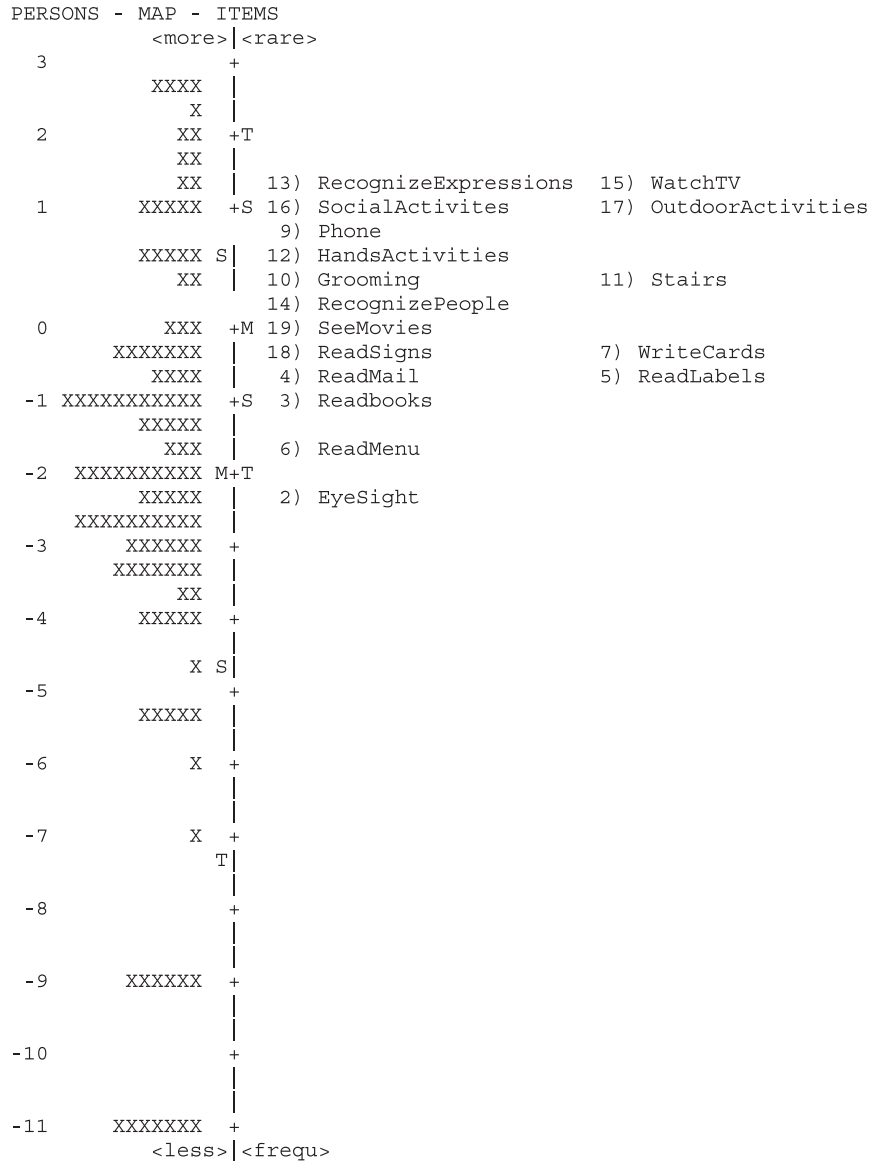 PERSONS - MAP - ITEMS
<more>|<rare>
3 +
XXXX |
X |
2 XX +T
XX |
XX | 13) RecognizeExpressions 15) WatchTV
1 XXXXX +S 16) SocialActivites 17) OutdoorActivities
9) Phone
XXXXX S| 12) HandsActivities
XX | 10) Grooming 11) Stairs
14) RecognizePeople
0 XXX +M 19) SeeMovies
XXXXXXX | 18) ReadSigns 7) WriteCards
XXXX | 4) ReadMail 5) ReadLabels
-1 XXXXXXXXXXX +S 3) Readbooks
XXXXX |
XXX | 6) ReadMenu
-2 XXXXXXXXXX M+T
XXXXX | 2) EyeSight
XXXXXXXXXX |
-3 XXXXXX +
XXXXXXX |
XX |
-4 XXXXX +
|
X S|
-5 +
XXXXX |
|
-6 X +
|
|
-7 X +
T|
|
-8 +
|
|
-9 XXXXXX +
|
|
-10 +
|
|
-11 XXXXXXX +
<less>|<frequ>